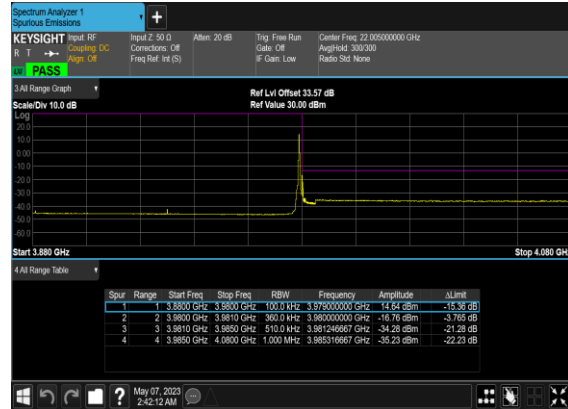 Spectrum Analyzer 1
Spurious Emissions
KEYSIGHT Input: RF Input Z: 50 Ω Atten: 20 dB Trig: Free Run Center Freq: 22.005000000 GHz
R T Coupling: DC Corrections: Off Gate: Off Avg|Hold: 300/300
Align: Off Freq Ref: Int (S) IF Gain: Low Radio Std: None
PASS
3 All Range Graph
Ref Lvl Offset 33.57 dB
Scale/Div 10.0 dB Ref Value 30.00 dBm
Log
20.0
10.0
0.00
-10.0
-20.0
-30.0
-40.0
-50.0
-60.0
Start 3.880 GHz Stop 4.080 GHz
4 All Range Table
Spur Range Start Freq Stop Freq RBW Frequency Amplitude ΔLimit
1 1 3.8800 GHz 3.9800 GHz 100.0 kHz 3.979000000 GHz 14.64 dBm -15.36 dB
2 2 3.9800 GHz 3.9810 GHz 360.0 kHz 3.980000000 GHz -16.76 dBm -3.765 dB
3 3 3.9810 GHz 3.9850 GHz 510.0 kHz 3.981246667 GHz -34.28 dBm -21.28 dB
4 4 3.9850 GHz 4.0800 GHz 1.000 MHz 3.985316667 GHz -35.23 dBm -22.23 dB
May 07, 2023
2:42:12 AM